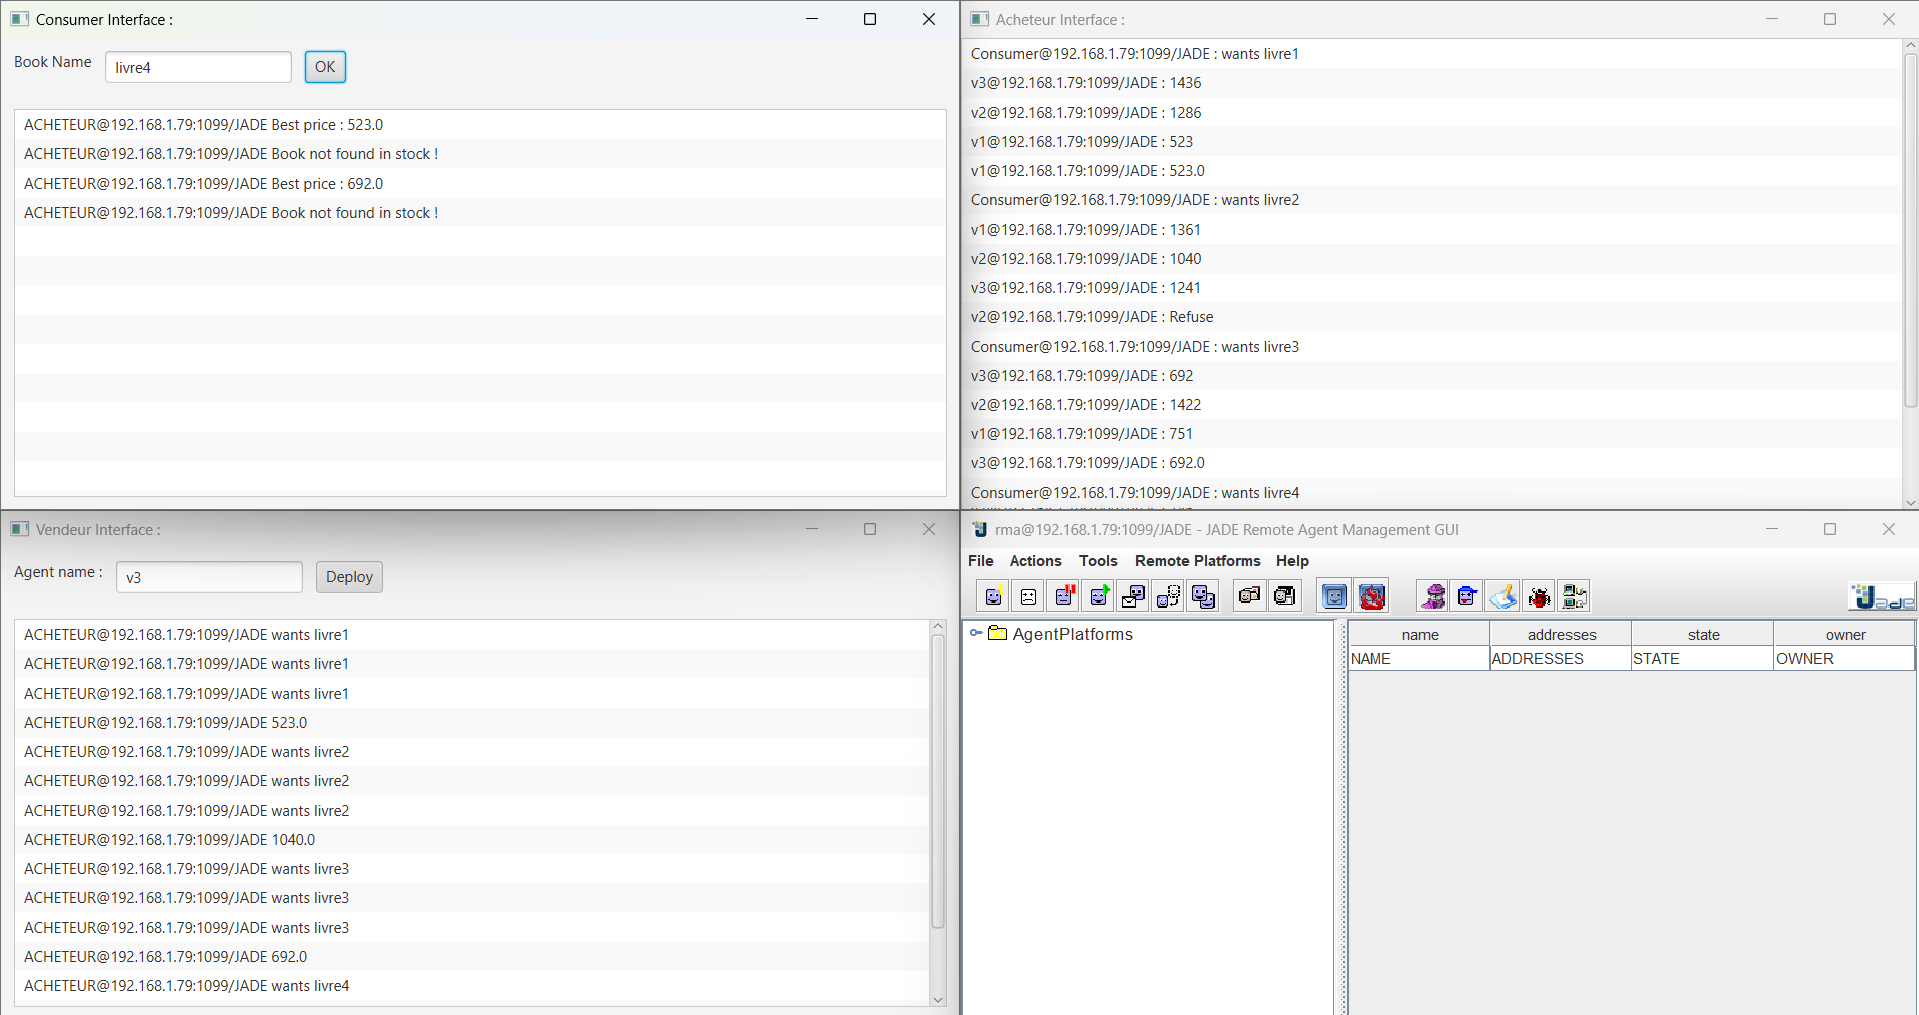 Consumer Interface :
Book Name
livre4
OK
ACHETEUR@192.168.1.79:1099/JADE Best price : 523.0
ACHETEUR@192.168.1.79:1099/JADE Book not found in stock !
ACHETEUR@192.168.1.79:1099/JADE Best price : 692.0
ACHETEUR@192.168.1.79:1099/JADE Book not found in stock !
Acheteur Interface :
Consumer@192.168.1.79:1099/JADE : wants livre1
v3@192.168.1.79:1099/JADE : 1436
v2@192.168.1.79:1099/JADE : 1286
v1@192.168.1.79:1099/JADE : 523
v1@192.168.1.79:1099/JADE : 523.0
Consumer@192.168.1.79:1099/JADE : wants livre2
v1@192.168.1.79:1099/JADE : 1361
v2@192.168.1.79:1099/JADE : 1040
v3@192.168.1.79:1099/JADE : 1241
v2@192.168.1.79:1099/JADE : Refuse
Consumer@192.168.1.79:1099/JADE : wants livre3
v3@192.168.1.79:1099/JADE : 692
v2@192.168.1.79:1099/JADE : 1422
v1@192.168.1.79:1099/JADE : 751
v3@192.168.1.79:1099/JADE : 692.0
Consumer@192.168.1.79:1099/JADE : wants livre4
Vendeur Interface :
Agent name :
v3
Deploy
ACHETEUR@192.168.1.79:1099/JADE wants livre1
ACHETEUR@192.168.1.79:1099/JADE wants livre1
ACHETEUR@192.168.1.79:1099/JADE wants livre1
ACHETEUR@192.168.1.79:1099/JADE 523.0
ACHETEUR@192.168.1.79:1099/JADE wants livre2
ACHETEUR@192.168.1.79:1099/JADE wants livre2
ACHETEUR@192.168.1.79:1099/JADE wants livre2
ACHETEUR@192.168.1.79:1099/JADE 1040.0
ACHETEUR@192.168.1.79:1099/JADE wants livre3
ACHETEUR@192.168.1.79:1099/JADE wants livre3
ACHETEUR@192.168.1.79:1099/JADE wants livre3
ACHETEUR@192.168.1.79:1099/JADE 692.0
ACHETEUR@192.168.1.79:1099/JADE wants livre4
rma@192.168.1.79:1099/JADE - JADE Remote Agent Management GUI
File Actions Tools Remote Platforms Help
Jade
AgentPlatforms
name addresses state owner
NAME ADDRESSES STATE OWNER